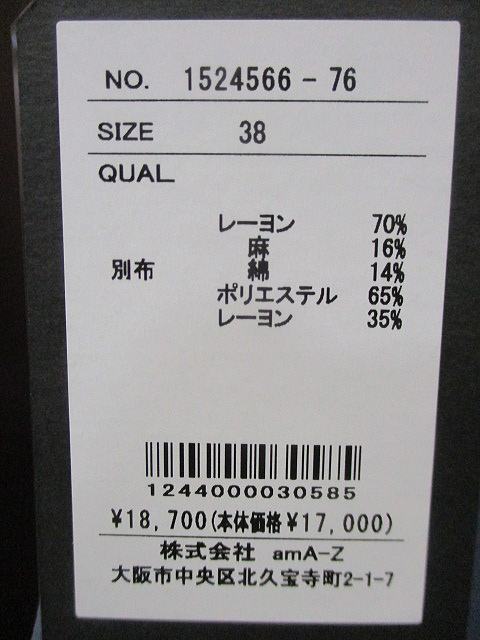 NO. 1524566-76
SIZE 38
QUAL
レーヨン 70%
麻 16%
別布 綿 14%
ポリエステル 65%
レーヨン 35%
1244000030585
¥18,700(本体価格¥17,000)
株式会社 amA-Z
大阪市中央区北久宝寺町2-1-7